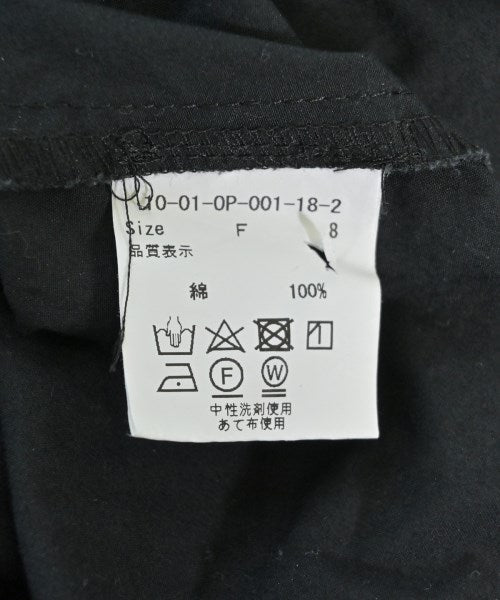 10-01-0P-001-18-2
Size F 8
品質表示
綿 100%
F W
中性洗剤使用
あて布使用